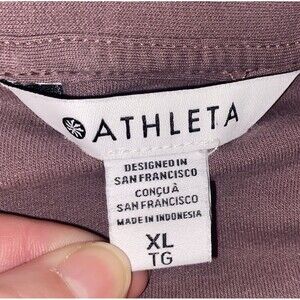 ATHLETA
DESIGNED IN
SAN FRANCISCO
CONÇU À
SAN FRANCISCO
MADE IN INDONESIA
XL
TG